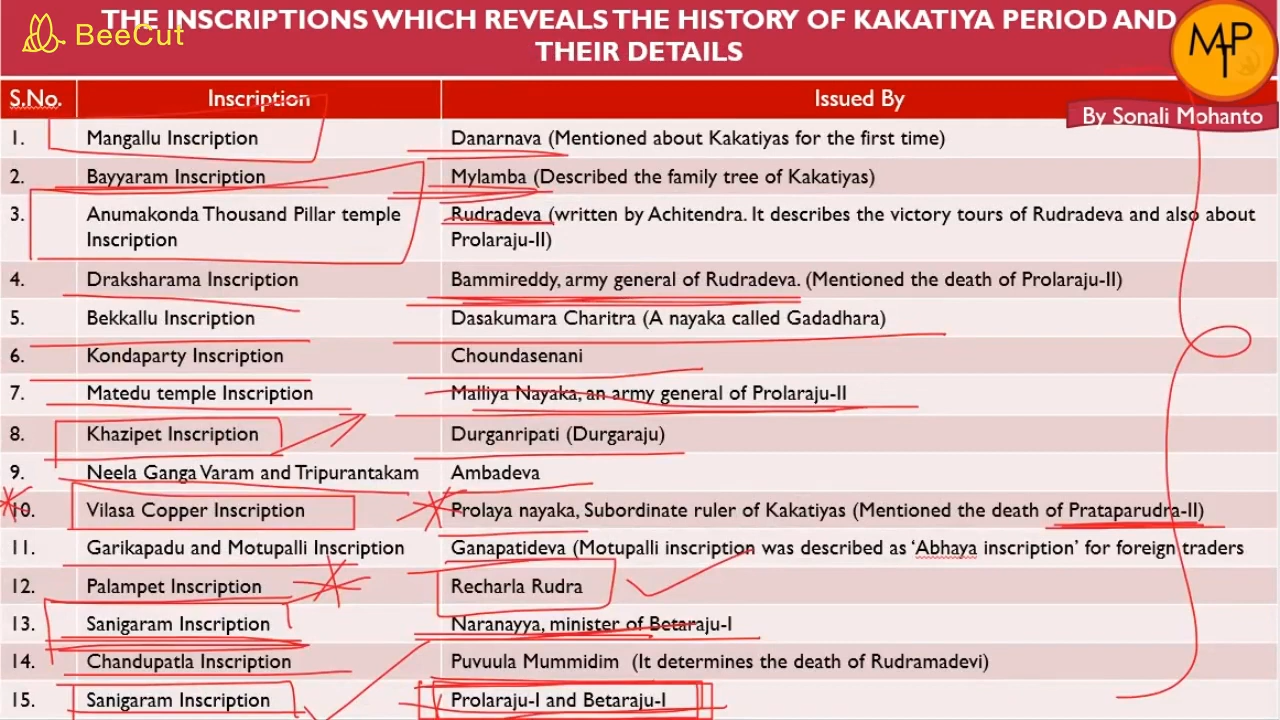 THE INSCRIPTIONS WHICH REVEALS THE HISTORY OF KAKATIYA PERIOD AND
THEIR DETAILS
BeeCut
MTP
By Sonali Mohanto
S.No. Inscription Issued By
1. Mangallu Inscription Danarnava (Mentioned about Kakatiyas for the first time)
2. Bayyaram Inscription Mylamba (Described the family tree of Kakatiyas)
3. Anumakonda Thousand Pillar temple Rudradeva (written by Achitendra. It describes the victory tours of Rudradeva and also about
Inscription Prolaraju-II)
4. Draksharama Inscription Bammireddy, army general of Rudradeva. (Mentioned the death of Prolaraju-II)
5. Bekkallu Inscription Dasakumara Charitra (A nayaka called Gadadhara)
6. Kondaparty Inscription Choundasenani
7. Matedu temple Inscription Malliya Nayaka, an army general of Prolaraju-II
8. Khazipet Inscription Durganripati (Durgaraju)
9. Neela Ganga Varam and Tripurantakam Ambadeva
10. Vilasa Copper Inscription Prolaya nayaka, Subordinate ruler of Kakatiyas (Mentioned the death of Prataparudra-II)
11. Garikapadu and Motupalli Inscription Ganapatideva (Motupalli inscription was described as ‘Abhaya inscription’ for foreign traders
12. Palampet Inscription Recharla Rudra
13. Sanigaram Inscription Naranayya, minister of Betaraju-I
14. Chandupatla Inscription Puvuula Mummidim (It determines the death of Rudramadevi)
15. Sanigaram Inscription Prolaraju-I and Betaraju-I